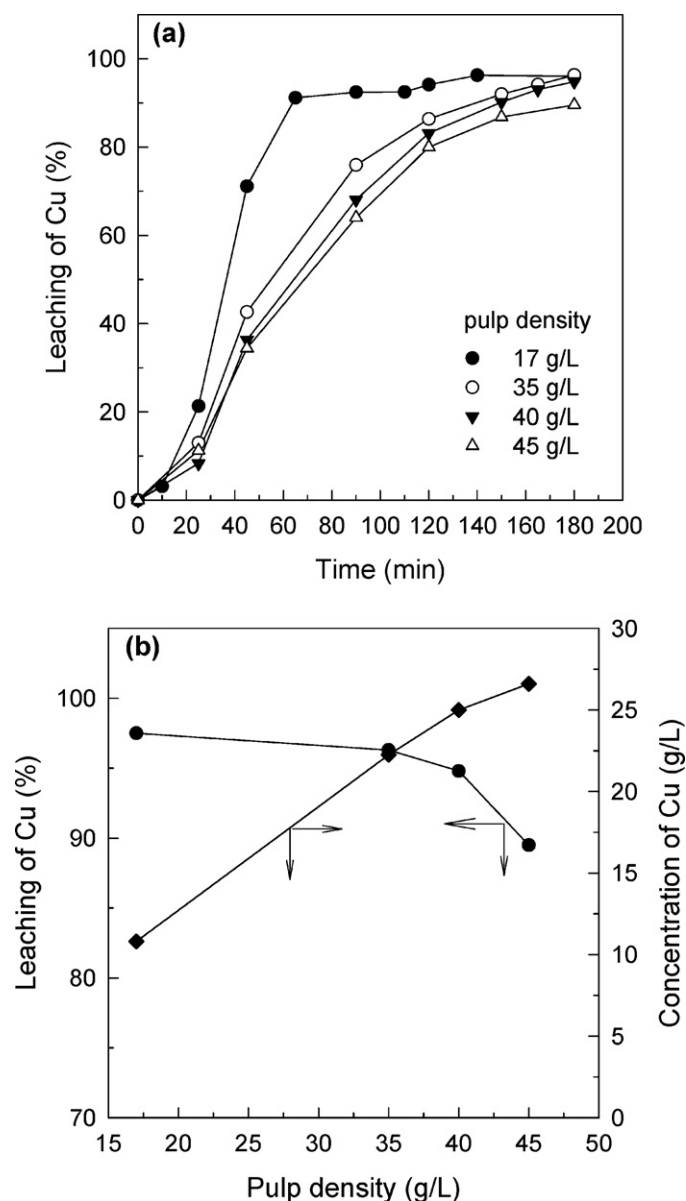 (a)
100
80
60
40
20
0
Leaching of Cu (%)
pulp density
17 g/L
35 g/L
40 g/L
45 g/L
0 20 40 60 80 100 120 140 160 180 200
Time (min)
(b)
100
90
80
70
Leaching of Cu (%)
30
25
20
15
10
5
0
Concentration of Cu (g/L)
15 20 25 30 35 40 45 50
Pulp density (g/L)